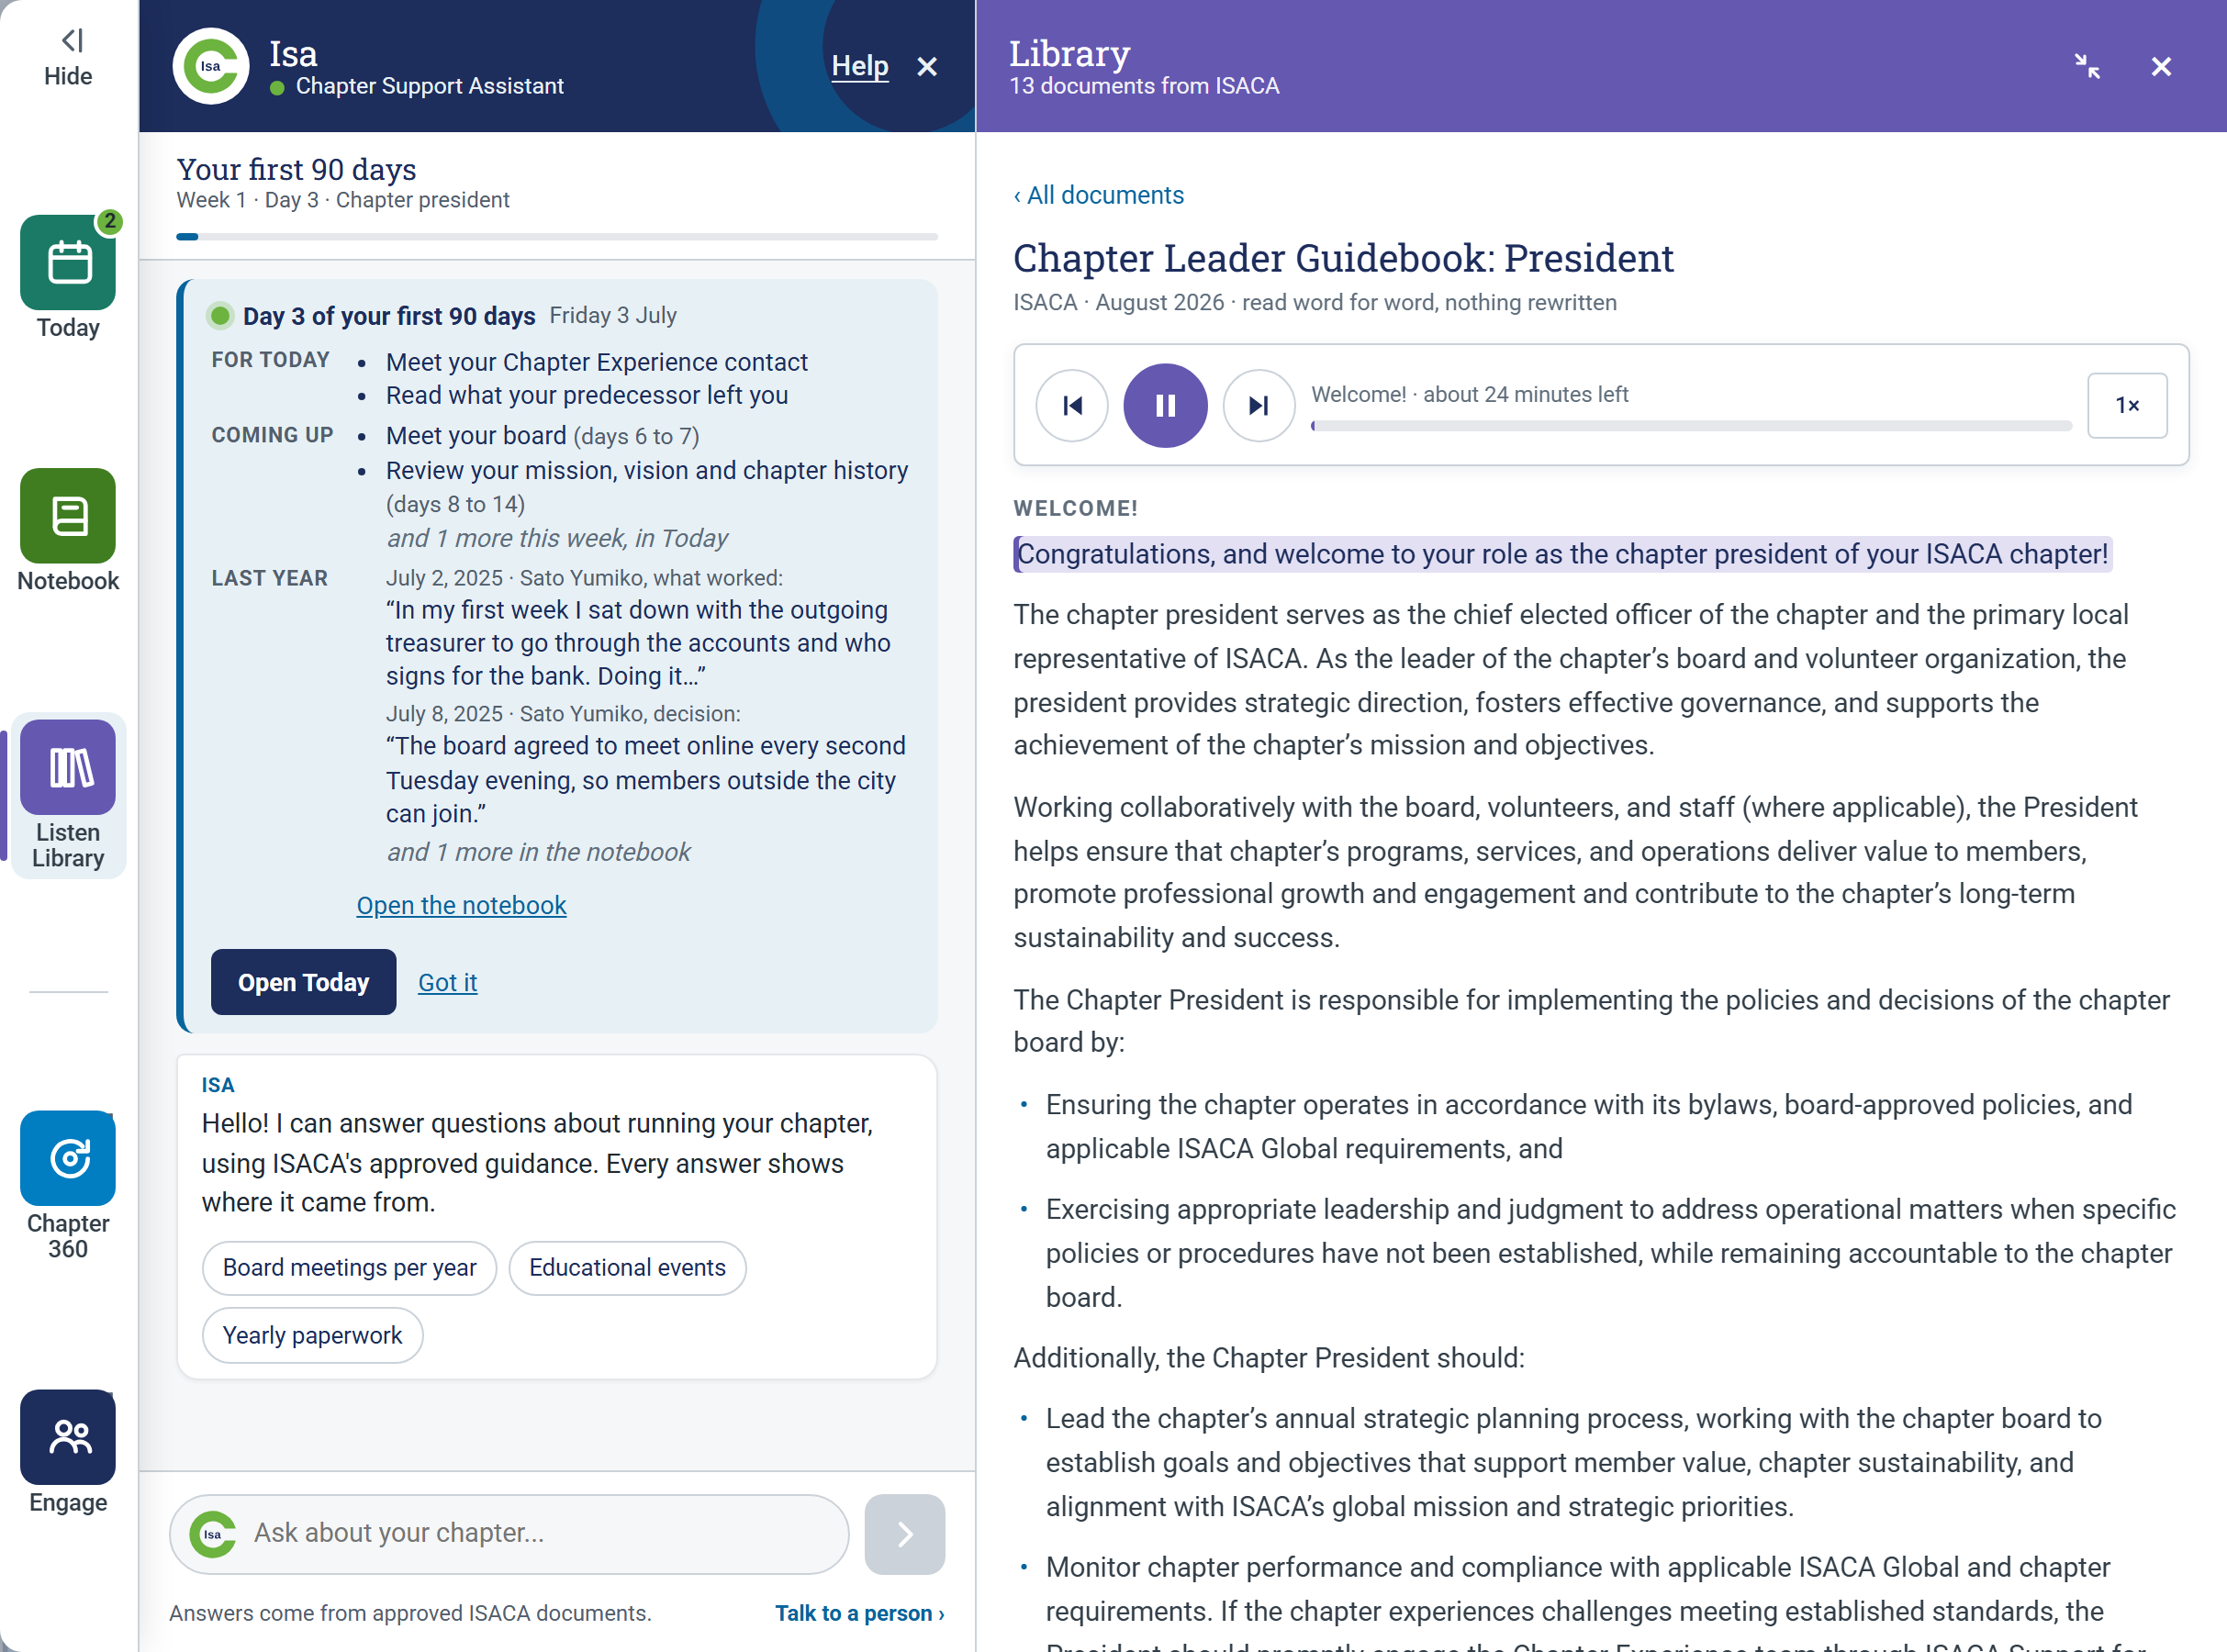 Hide
2
Today
Notebook
Listen
Library
Chapter
360
Engage
Isa
Isa
Chapter Support Assistant
Help
Your first 90 days
Week 1 · Day 3 · Chapter president
Day 3 of your first 90 days Friday 3 July
FOR TODAY
• Meet your Chapter Experience contact
• Read what your predecessor left you
COMING UP
• Meet your board (days 6 to 7)
• Review your mission, vision and chapter history
(days 8 to 14)
and 1 more this week, in Today
LAST YEAR
July 2, 2025 · Sato Yumiko, what worked:
“In my first week I sat down with the outgoing
treasurer to go through the accounts and who
signs for the bank. Doing it…”
July 8, 2025 · Sato Yumiko, decision:
“The board agreed to meet online every second
Tuesday evening, so members outside the city
can join.”
and 1 more in the notebook
Open the notebook
Open Today
Got it
ISA
Hello! I can answer questions about running your chapter,
using ISACA's approved guidance. Every answer shows
where it came from.
Board meetings per year
Educational events
Yearly paperwork
Isa
Ask about your chapter...
Answers come from approved ISACA documents.
Talk to a person ›
Library
13 documents from ISACA
‹ All documents
Chapter Leader Guidebook: President
ISACA · August 2026 · read word for word, nothing rewritten
Welcome! · about 24 minutes left
1×
WELCOME!
Congratulations, and welcome to your role as the chapter president of your ISACA chapter!
The chapter president serves as the chief elected officer of the chapter and the primary local
representative of ISACA. As the leader of the chapter’s board and volunteer organization, the
president provides strategic direction, fosters effective governance, and supports the
achievement of the chapter’s mission and objectives.
Working collaboratively with the board, volunteers, and staff (where applicable), the President
helps ensure that chapter’s programs, services, and operations deliver value to members,
promote professional growth and engagement and contribute to the chapter’s long-term
sustainability and success.
The Chapter President is responsible for implementing the policies and decisions of the chapter
board by:
• Ensuring the chapter operates in accordance with its bylaws, board-approved policies, and
applicable ISACA Global requirements, and
• Exercising appropriate leadership and judgment to address operational matters when specific
policies or procedures have not been established, while remaining accountable to the chapter
board.
Additionally, the Chapter President should:
• Lead the chapter’s annual strategic planning process, working with the chapter board to
establish goals and objectives that support member value, chapter sustainability, and
alignment with ISACA’s global mission and strategic priorities.
• Monitor chapter performance and compliance with applicable ISACA Global and chapter
requirements. If the chapter experiences challenges meeting established standards, the
President should promptly engage the Chapter Experience team through ISACA Support for